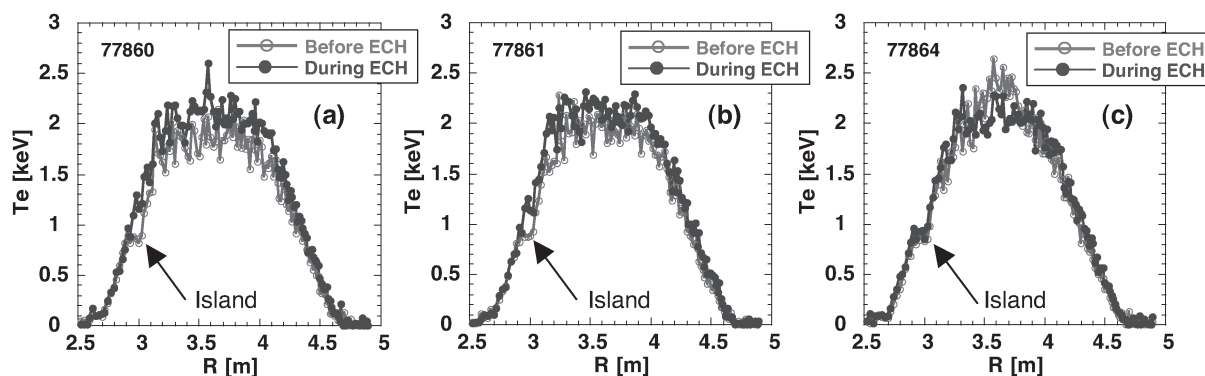 77860
Before ECH
During ECH
(a)
Te [keV]
3
2.5
2
1.5
1
0.5
0
Island
2.5 3 3.5 4 4.5 5
R [m]
77861
Before ECH
During ECH
(b)
Te [keV]
3
2.5
2
1.5
1
0.5
0
Island
2.5 3 3.5 4 4.5 5
R [m]
77864
Before ECH
During ECH
(c)
Te [keV]
3
2.5
2
1.5
1
0.5
0
Island
2.5 3 3.5 4 4.5 5
R [m]